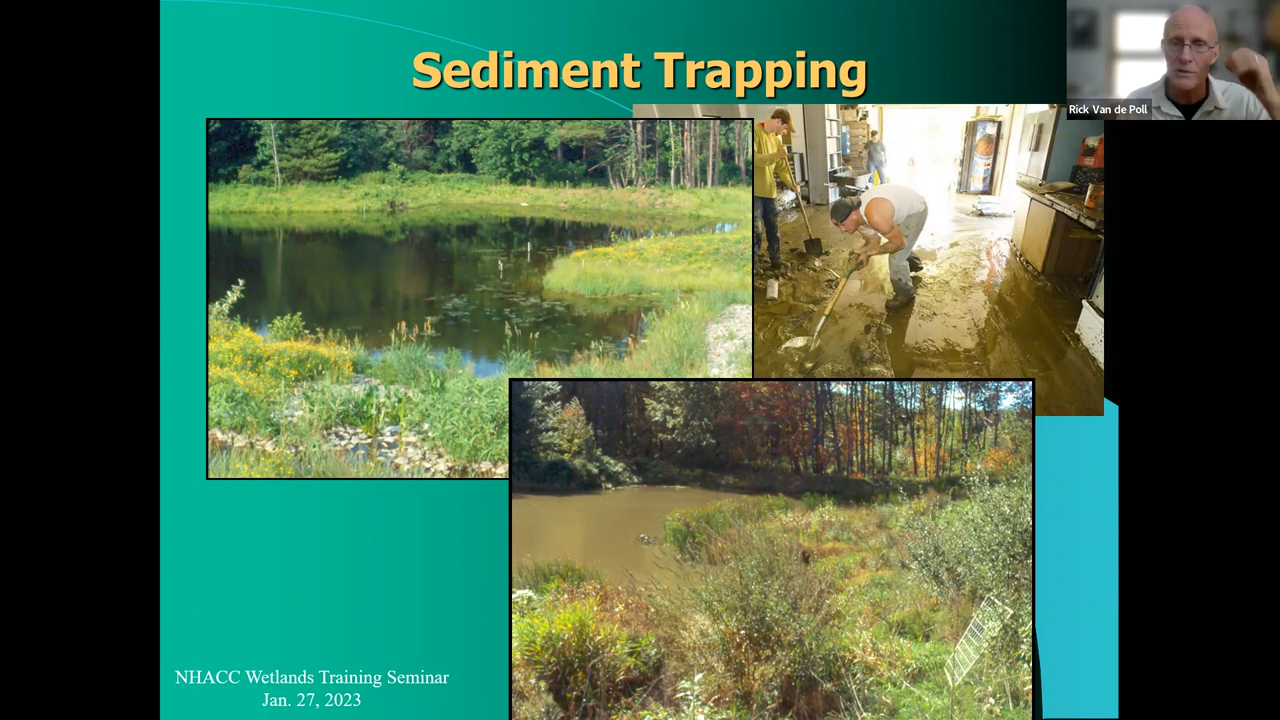 Sediment Trapping
Rick Van de Poll
NHACC Wetlands Training Seminar
Jan. 27, 2023